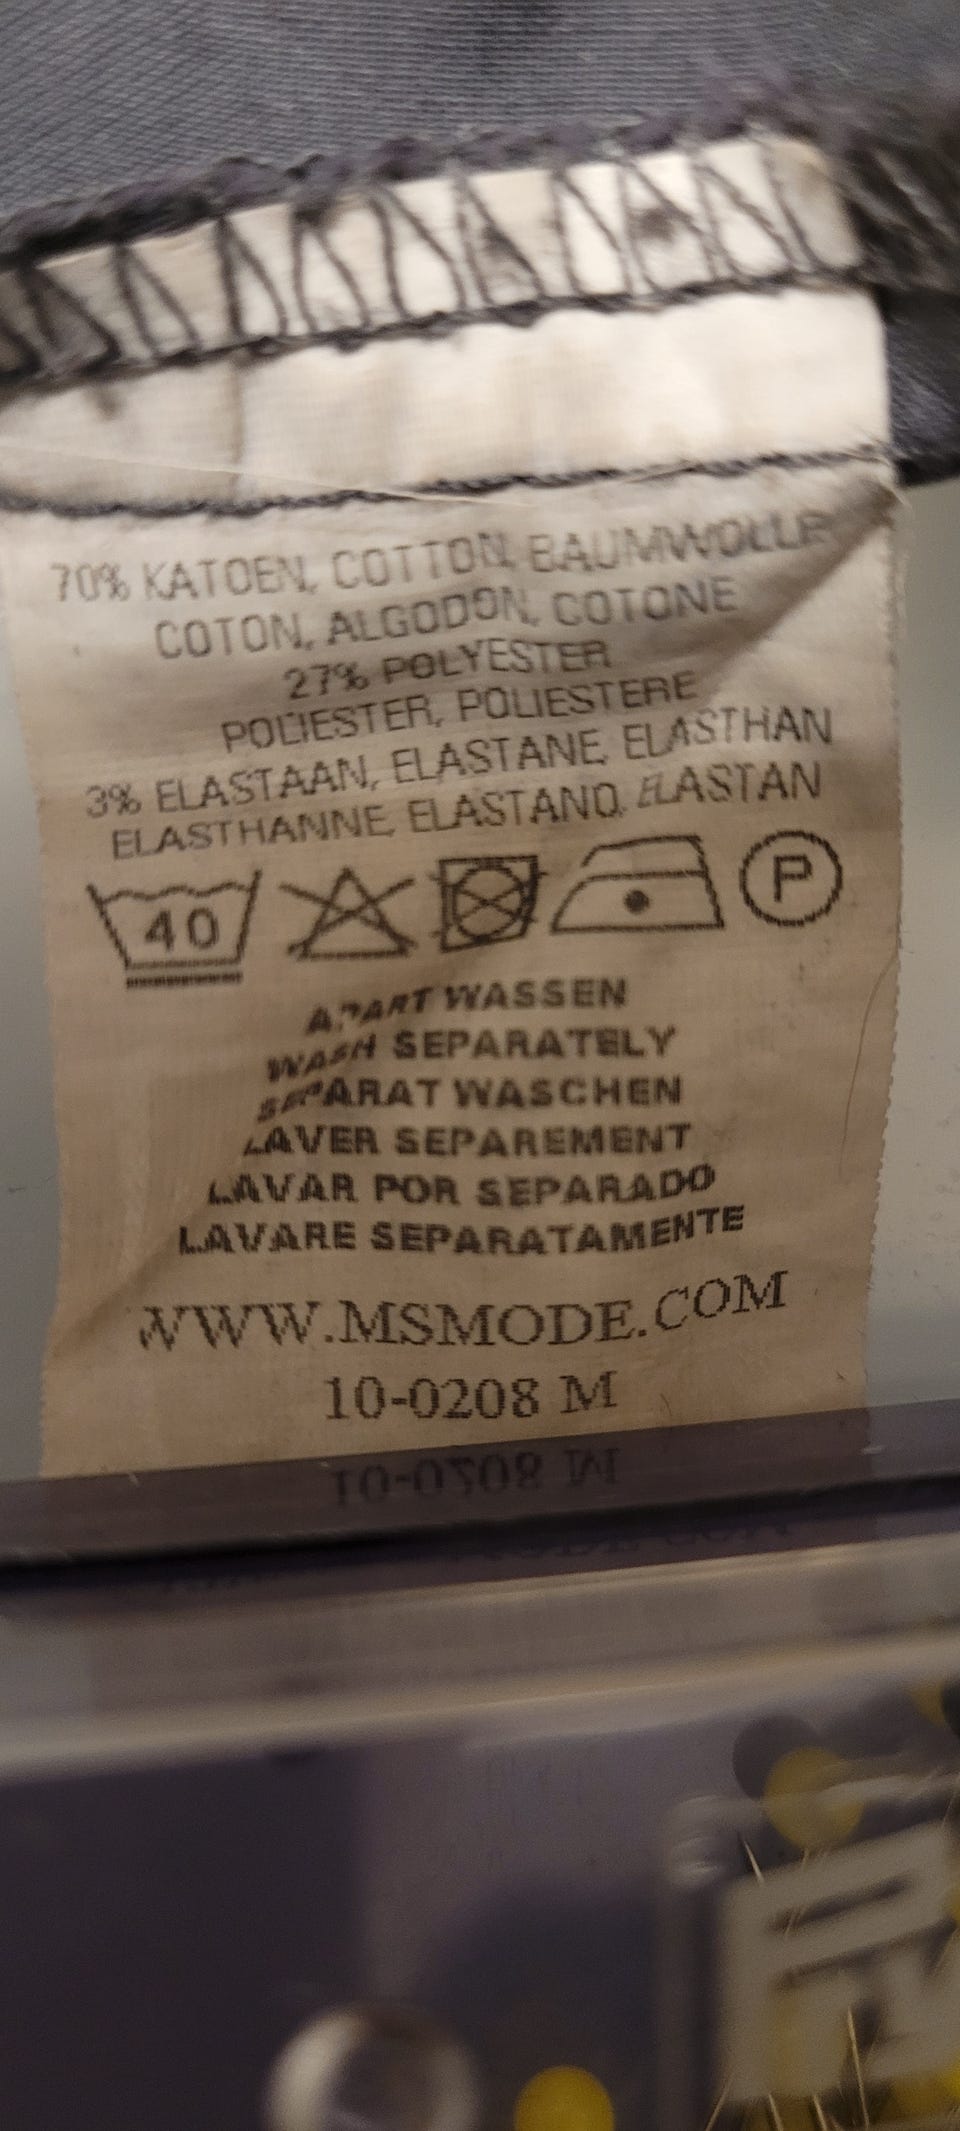 70% KATOEN, COTTON, BAUMWOLLE
COTON, ALGODON, COTONE
27% POLYESTER
POLIESTER, POLIESTERE
3% ELASTAAN, ELASTANE, ELASTHAN
ELASTHANNE, ELASTANO, ELASTAN
40 P
APART WASSEN
WASH SEPARATELY
SEPARAT WASCHEN
LAVER SEPAREMENT
LAVAR POR SEPARADO
LAVARE SEPARATAMENTE
WWW.MSMODE.COM
10-0208 M